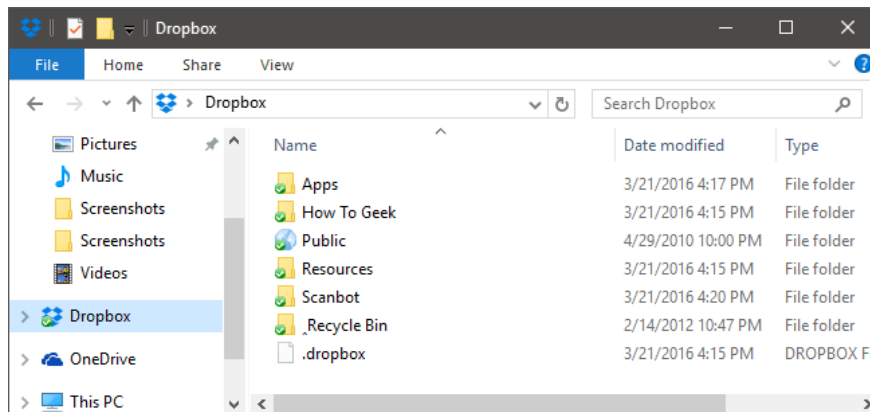 Dropbox
File Home Share View ?
Dropbox Search Dropbox
Pictures
Music
Screenshots
Screenshots
Videos
Dropbox
OneDrive
This PC
Name Date modified Type
Apps 3/21/2016 4:17 PM File folder
How To Geek 3/21/2016 4:15 PM File folder
Public 4/29/2010 10:00 PM File folder
Resources 3/21/2016 4:15 PM File folder
Scanbot 3/21/2016 4:20 PM File folder
_Recycle Bin 2/14/2012 10:47 PM File folder
.dropbox 3/21/2016 4:15 PM DROPBOX F